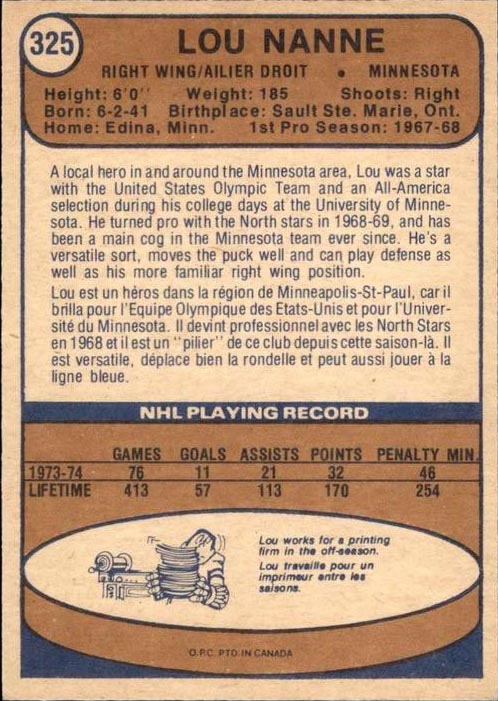 325
LOU NANNE
RIGHT WING/AILIER DROIT • MINNESOTA
Height: 6'0" Weight: 185 Shoots: Right
Born: 6-2-41 Birthplace: Sault Ste. Marie, Ont.
Home: Edina, Minn. 1st Pro Season: 1967-68
A local hero in and around the Minnesota area, Lou was a star
with the United States Olympic Team and an All-America
selection during his college days at the University of Minne-
sota. He turned pro with the North stars in 1968-69, and has
been a main cog in the Minnesota team ever since. He's a
versatile sort, moves the puck well and can play defense as
well as his more familiar right wing position.
Lou est un héros dans la région de Minneapolis-St-Paul, car il
brilla pour l'Equipe Olympique des Etats-Unis et pour l'Univer-
sité du Minnesota. Il devint professionnel avec les North Stars
en 1968 et il est un "pilier" de ce club depuis cette saison-là. Il
est versatile, déplace bien la rondelle et peut aussi jouer à la
ligne bleue.
NHL PLAYING RECORD
GAMES GOALS ASSISTS POINTS PENALTY MIN.
1973-74 76 11 21 32 46
LIFETIME 413 57 113 170 254
Lou works for a printing
firm in the off-season.
Lou travaille pour un
imprimeur entre les
saisons.
O.P.C. PTD. IN CANADA